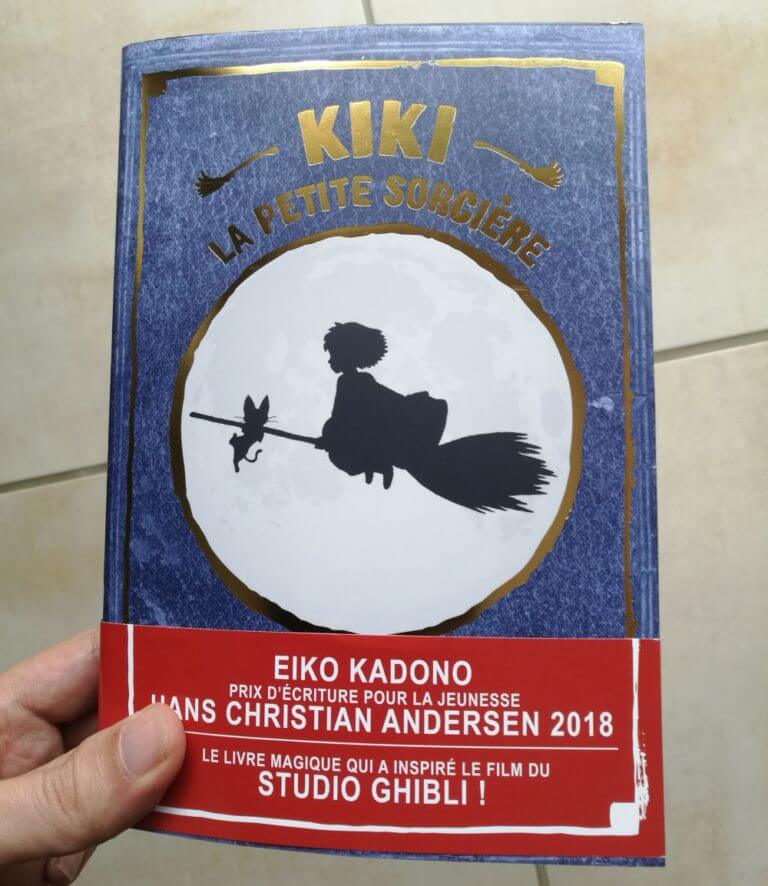 KIKI
LA PETITE SORCIÈRE
EIKO KADONO
PRIX D'ÉCRITURE POUR LA JEUNESSE
HANS CHRISTIAN ANDERSEN 2018
LE LIVRE MAGIQUE QUI A INSPIRÉ LE FILM DU
STUDIO GHIBLI !